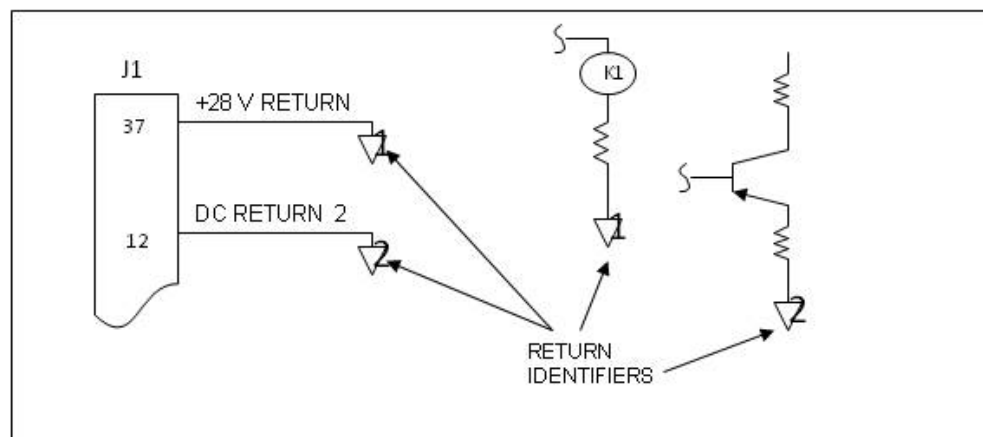 J1
37
+28 V RETURN
1
12
DC RETURN 2
2
K1
1
2
RETURN
IDENTIFIERS